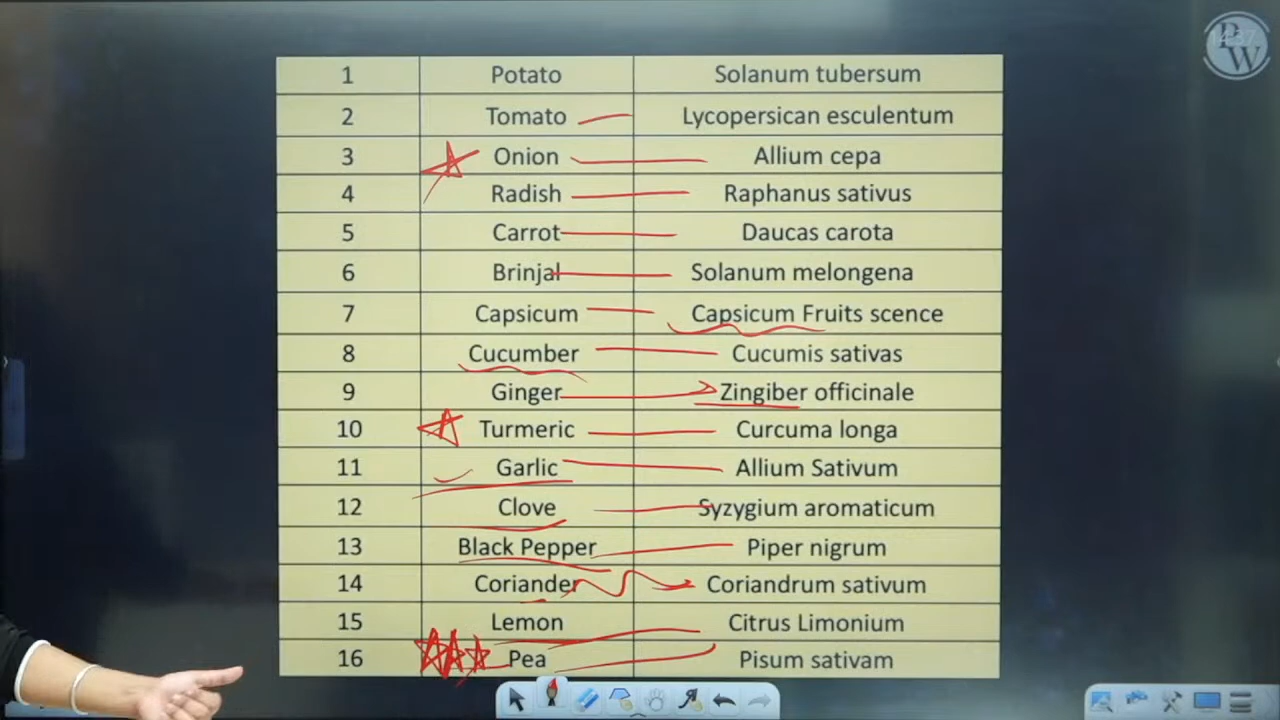 PW
1 Potato Solanum tubersum
2 Tomato Lycopersican esculentum
3 Onion Allium cepa
4 Radish Raphanus sativus
5 Carrot Daucas carota
6 Brinjal Solanum melongena
7 Capsicum Capsicum Fruits scence
8 Cucumber Cucumis sativas
9 Ginger Zingiber officinale
10 Turmeric Curcuma longa
11 Garlic Allium Sativum
12 Clove Syzygium aromaticum
13 Black Pepper Piper nigrum
14 Coriander Coriandrum sativum
15 Lemon Citrus Limonium
16 Pea Pisum sativam